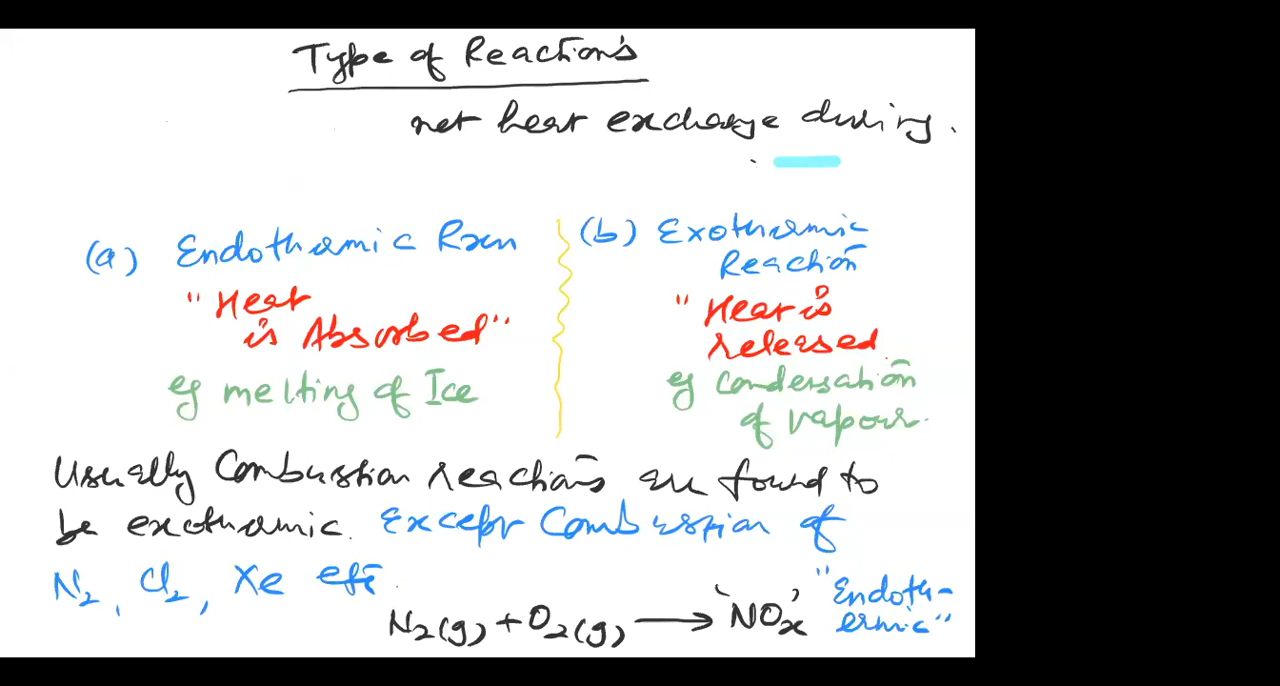 Type of Reactions
net heat exchange during.
(a) Endothermic Rxn
"Heat
is Absorbed"
eg melting of Ice
(b) Exothermic
Reaction
"Heat is
released
eg Condensation
of vapour.
Usually Combustion reactions are found to
be exothermic. Except Combustion of
N₂, Cl₂, Xe etc.
N₂(g) + O₂(g) ⟶ 'NOₓ' "Endoth-
ermic"